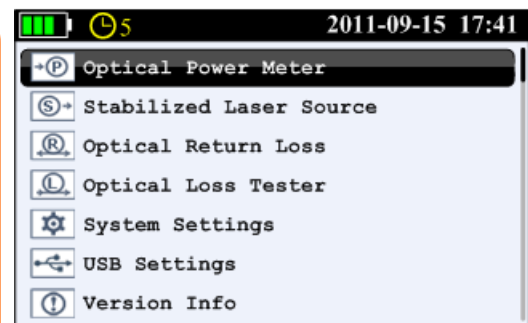 5 2011-09-15 17:41
P Optical Power Meter
S Stabilized Laser Source
R Optical Return Loss
L Optical Loss Tester
System Settings
USB Settings
Version Info